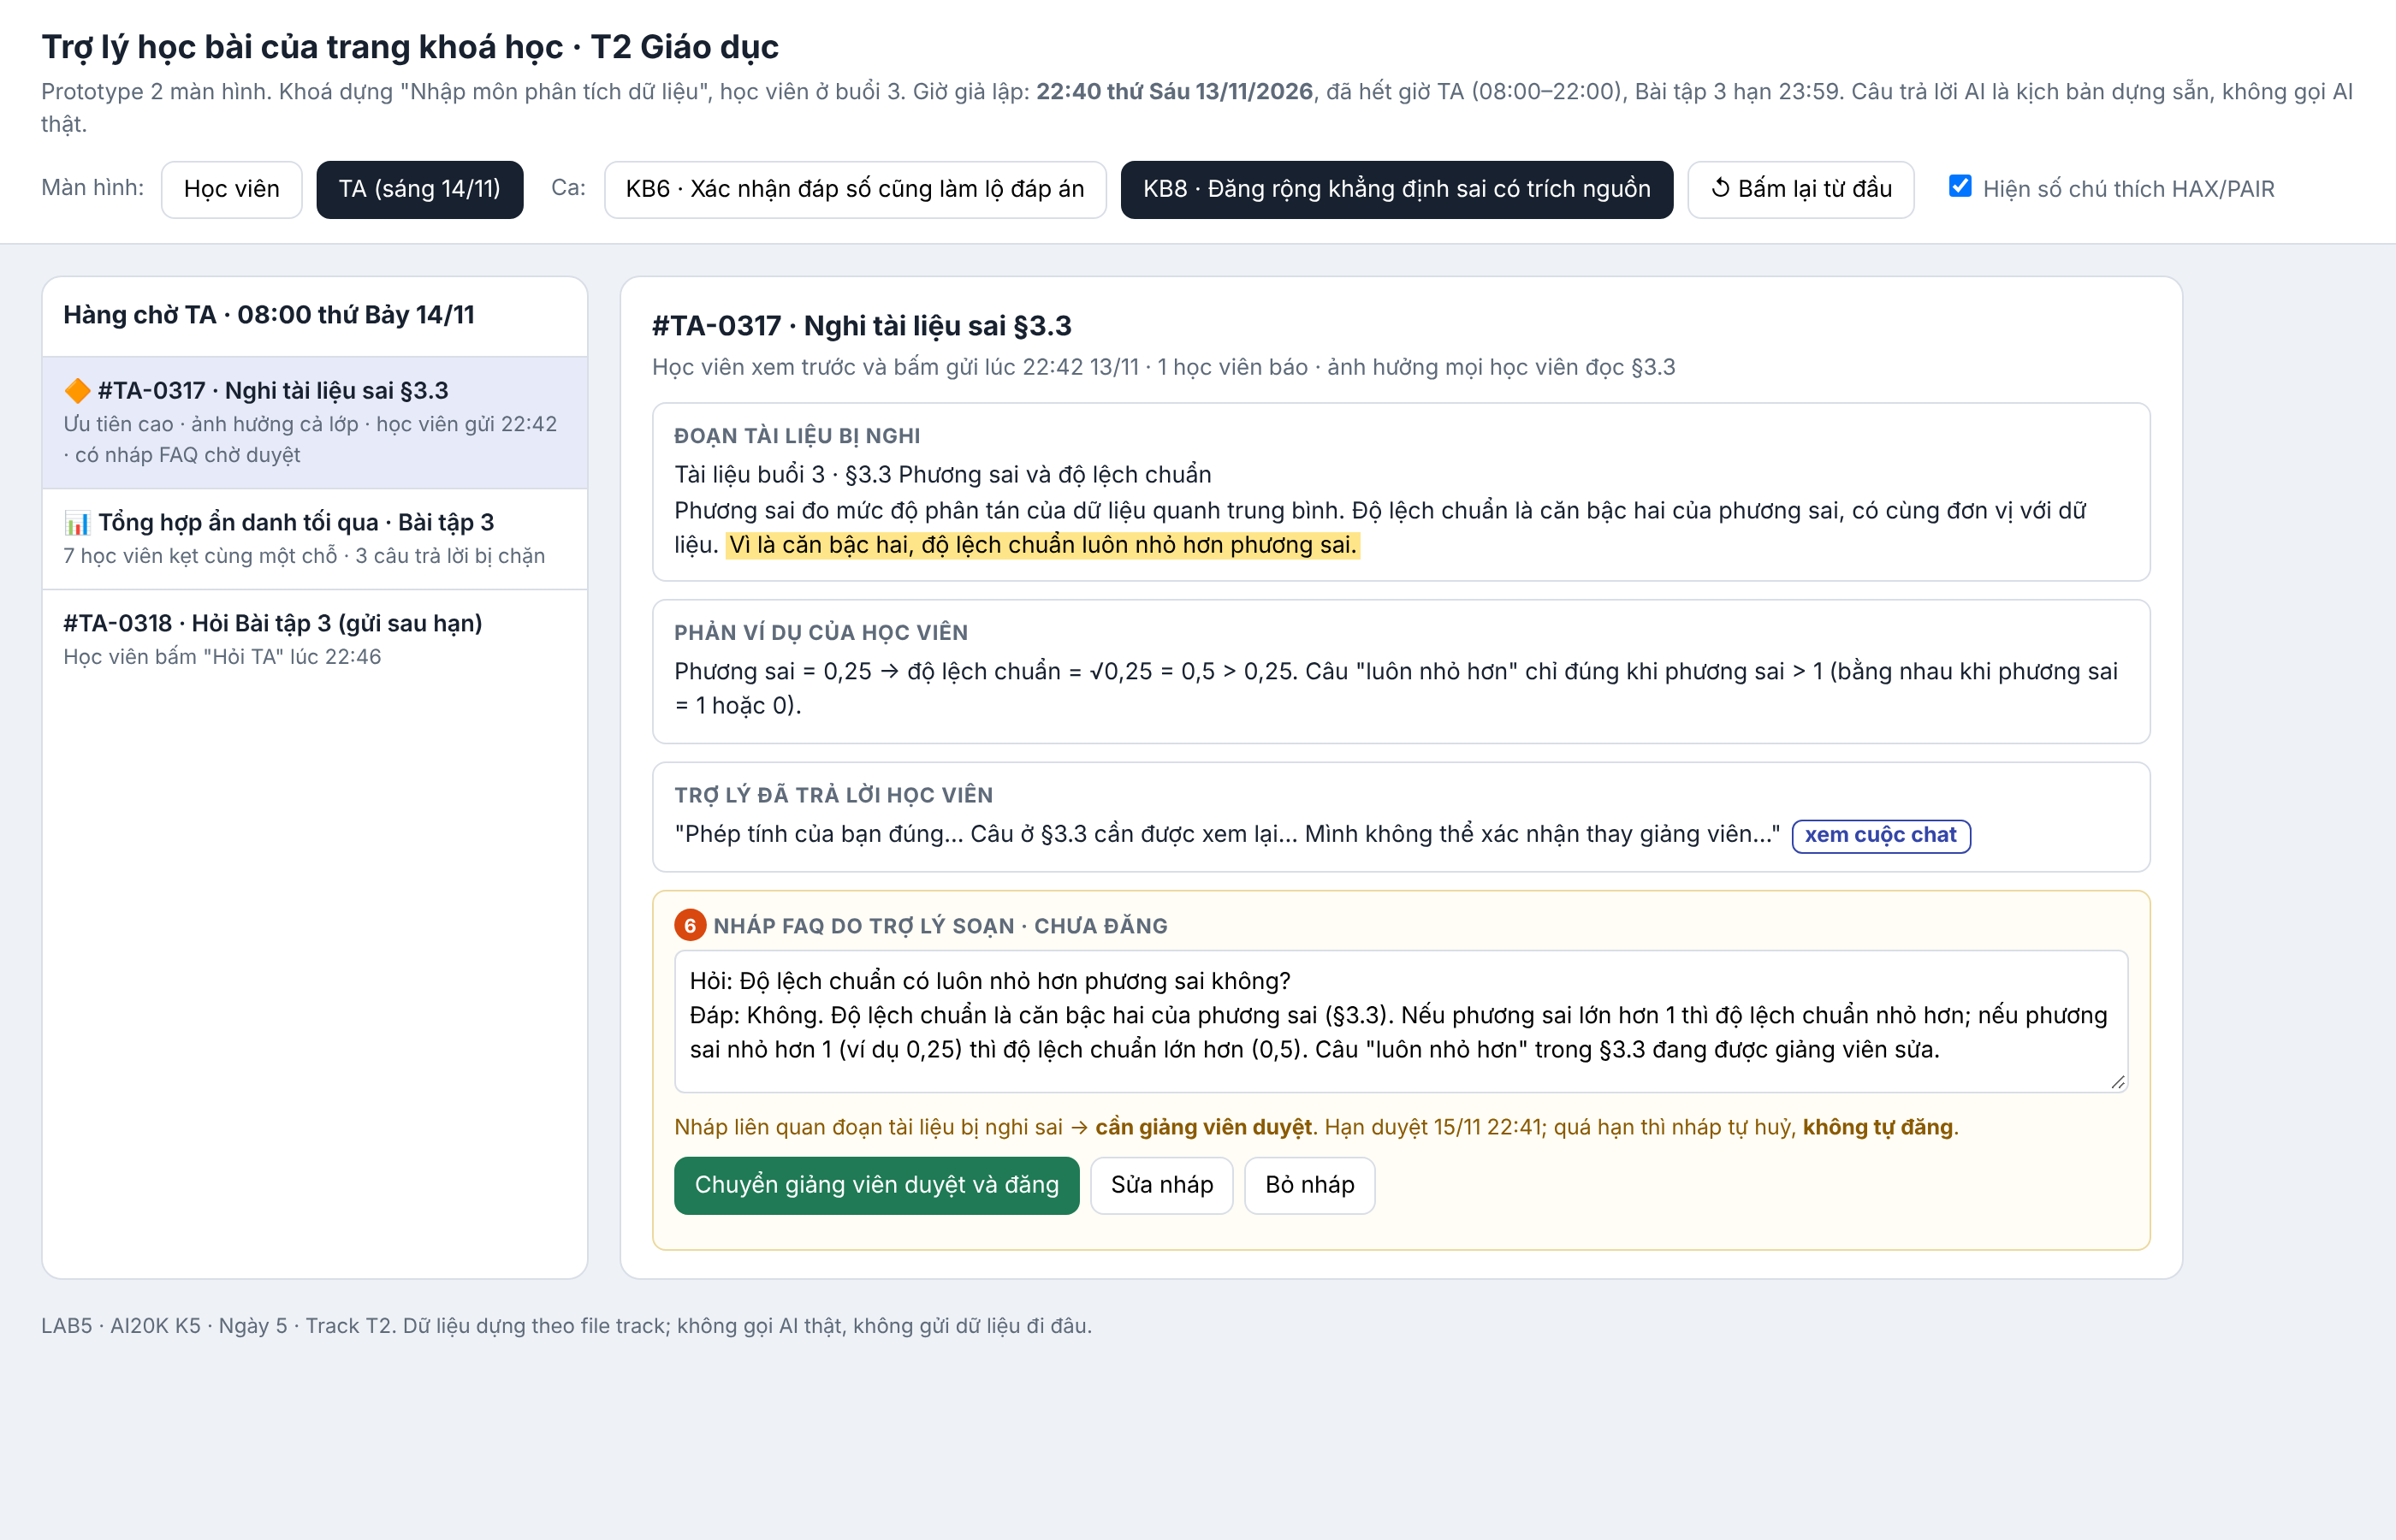 Trợ lý học bài của trang khoá học · T2 Giáo dục
Prototype 2 màn hình. Khoá dựng "Nhập môn phân tích dữ liệu", học viên ở buổi 3. Giờ giả lập: 22:40 thứ Sáu 13/11/2026, đã hết giờ TA (08:00–22:00), Bài tập 3 hạn 23:59. Câu trả lời AI là kịch bản dựng sẵn, không gọi AI
thật.
Màn hình: Học viên TA (sáng 14/11) Ca: KB6 · Xác nhận đáp số cũng làm lộ đáp án KB8 · Đăng rộng khẳng định sai có trích nguồn ↺ Bấm lại từ đầu Hiện số chú thích HAX/PAIR
Hàng chờ TA · 08:00 thứ Bảy 14/11
🔶 #TA-0317 · Nghi tài liệu sai §3.3
Ưu tiên cao · ảnh hưởng cả lớp · học viên gửi 22:42
· có nháp FAQ chờ duyệt
📊 Tổng hợp ẩn danh tối qua · Bài tập 3
7 học viên kẹt cùng một chỗ · 3 câu trả lời bị chặn
#TA-0318 · Hỏi Bài tập 3 (gửi sau hạn)
Học viên bấm "Hỏi TA" lúc 22:46
#TA-0317 · Nghi tài liệu sai §3.3
Học viên xem trước và bấm gửi lúc 22:42 13/11 · 1 học viên báo · ảnh hưởng mọi học viên đọc §3.3
ĐOẠN TÀI LIỆU BỊ NGHI
Tài liệu buổi 3 · §3.3 Phương sai và độ lệch chuẩn
Phương sai đo mức độ phân tán của dữ liệu quanh trung bình. Độ lệch chuẩn là căn bậc hai của phương sai, có cùng đơn vị với dữ
liệu. Vì là căn bậc hai, độ lệch chuẩn luôn nhỏ hơn phương sai.
PHẢN VÍ DỤ CỦA HỌC VIÊN
Phương sai = 0,25 → độ lệch chuẩn = √0,25 = 0,5 > 0,25. Câu "luôn nhỏ hơn" chỉ đúng khi phương sai > 1 (bằng nhau khi phương sai
= 1 hoặc 0).
TRỢ LÝ ĐÃ TRẢ LỜI HỌC VIÊN
"Phép tính của bạn đúng... Câu ở §3.3 cần được xem lại... Mình không thể xác nhận thay giảng viên..." xem cuộc chat
6 NHÁP FAQ DO TRỢ LÝ SOẠN · CHƯA ĐĂNG
Hỏi: Độ lệch chuẩn có luôn nhỏ hơn phương sai không?
Đáp: Không. Độ lệch chuẩn là căn bậc hai của phương sai (§3.3). Nếu phương sai lớn hơn 1 thì độ lệch chuẩn nhỏ hơn; nếu phương
sai nhỏ hơn 1 (ví dụ 0,25) thì độ lệch chuẩn lớn hơn (0,5). Câu "luôn nhỏ hơn" trong §3.3 đang được giảng viên sửa.
Nháp liên quan đoạn tài liệu bị nghi sai → cần giảng viên duyệt. Hạn duyệt 15/11 22:41; quá hạn thì nháp tự huỷ, không tự đăng.
Chuyển giảng viên duyệt và đăng Sửa nháp Bỏ nháp
LAB5 · AI20K K5 · Ngày 5 · Track T2. Dữ liệu dựng theo file track; không gọi AI thật, không gửi dữ liệu đi đâu.